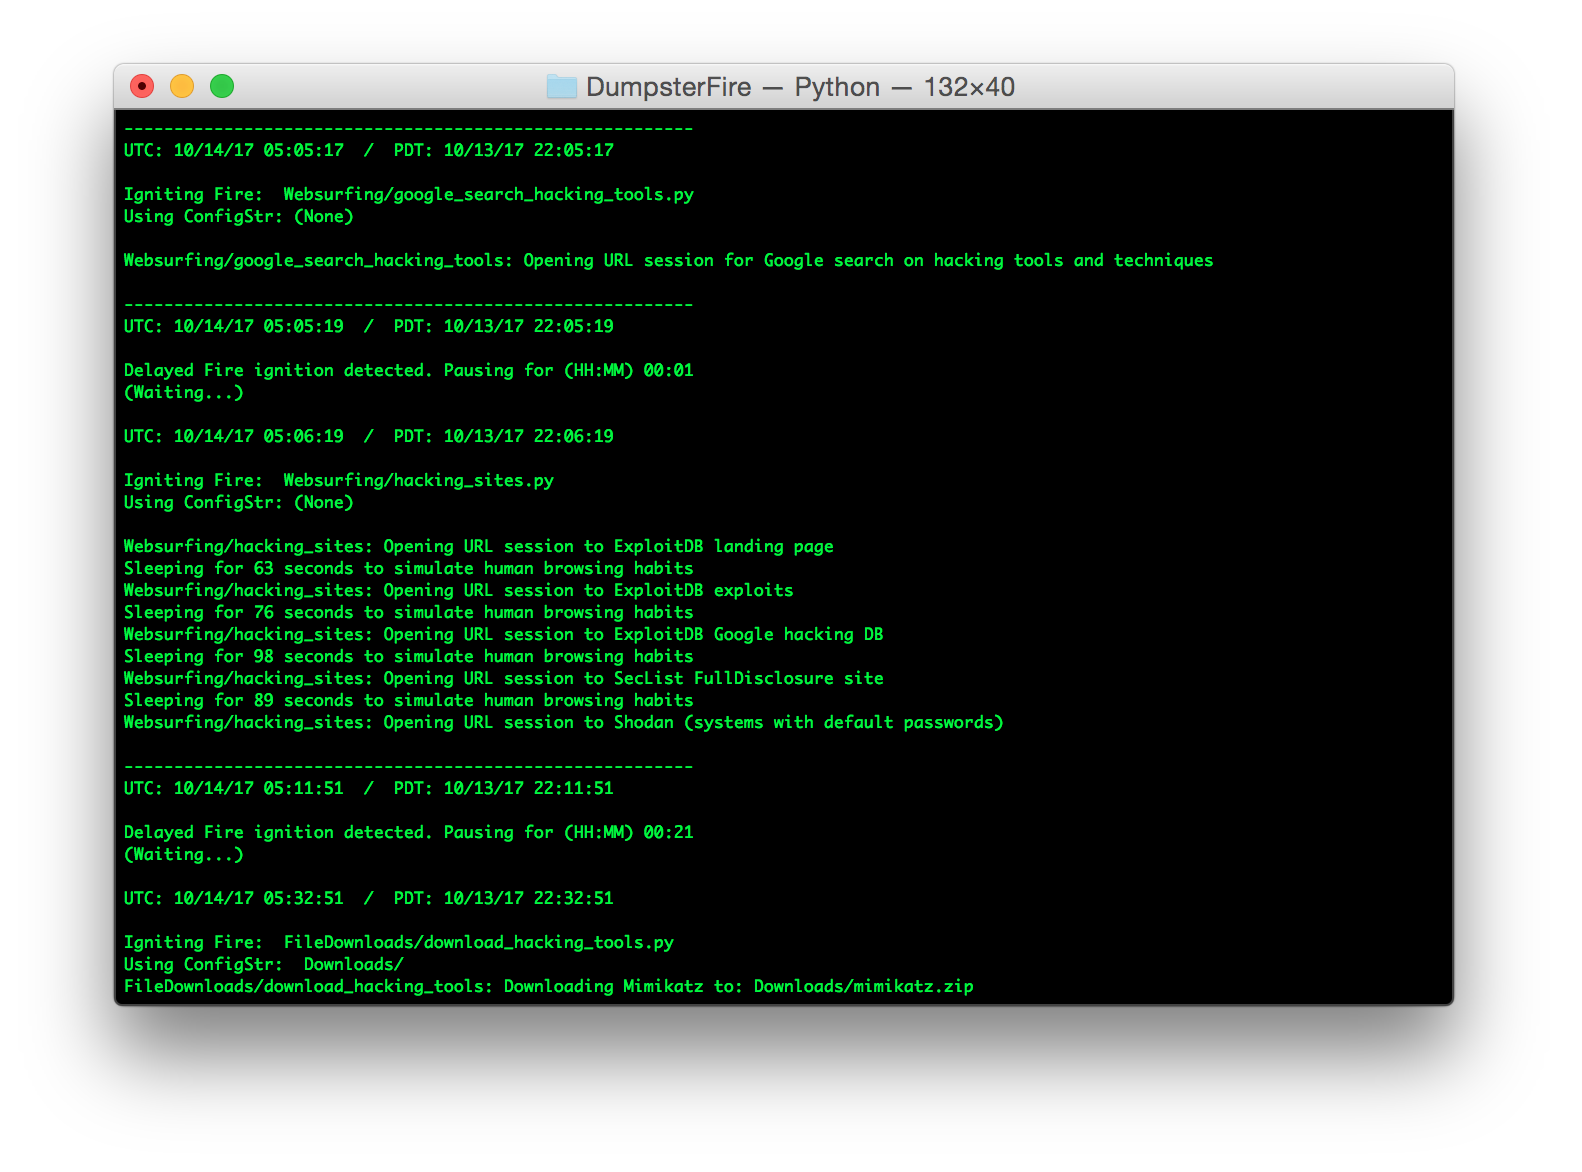 DumpsterFire — Python — 132×40
---------------------------------------------------------
UTC: 10/14/17 05:05:17  /  PDT: 10/13/17 22:05:17
Igniting Fire:  Websurfing/google_search_hacking_tools.py
Using ConfigStr: (None)
Websurfing/google_search_hacking_tools: Opening URL session for Google search on hacking tools and techniques
---------------------------------------------------------
UTC: 10/14/17 05:05:19  /  PDT: 10/13/17 22:05:19
Delayed Fire ignition detected. Pausing for (HH:MM) 00:01
(Waiting...)
UTC: 10/14/17 05:06:19  /  PDT: 10/13/17 22:06:19
Igniting Fire:  Websurfing/hacking_sites.py
Using ConfigStr: (None)
Websurfing/hacking_sites: Opening URL session to ExploitDB landing page
Sleeping for 63 seconds to simulate human browsing habits
Websurfing/hacking_sites: Opening URL session to ExploitDB exploits
Sleeping for 76 seconds to simulate human browsing habits
Websurfing/hacking_sites: Opening URL session to ExploitDB Google hacking DB
Sleeping for 98 seconds to simulate human browsing habits
Websurfing/hacking_sites: Opening URL session to SecList FullDisclosure site
Sleeping for 89 seconds to simulate human browsing habits
Websurfing/hacking_sites: Opening URL session to Shodan (systems with default passwords)
---------------------------------------------------------
UTC: 10/14/17 05:11:51  /  PDT: 10/13/17 22:11:51
Delayed Fire ignition detected. Pausing for (HH:MM) 00:21
(Waiting...)
UTC: 10/14/17 05:32:51  /  PDT: 10/13/17 22:32:51
Igniting Fire:  FileDownloads/download_hacking_tools.py
Using ConfigStr:  Downloads/
FileDownloads/download_hacking_tools: Downloading Mimikatz to: Downloads/mimikatz.zip